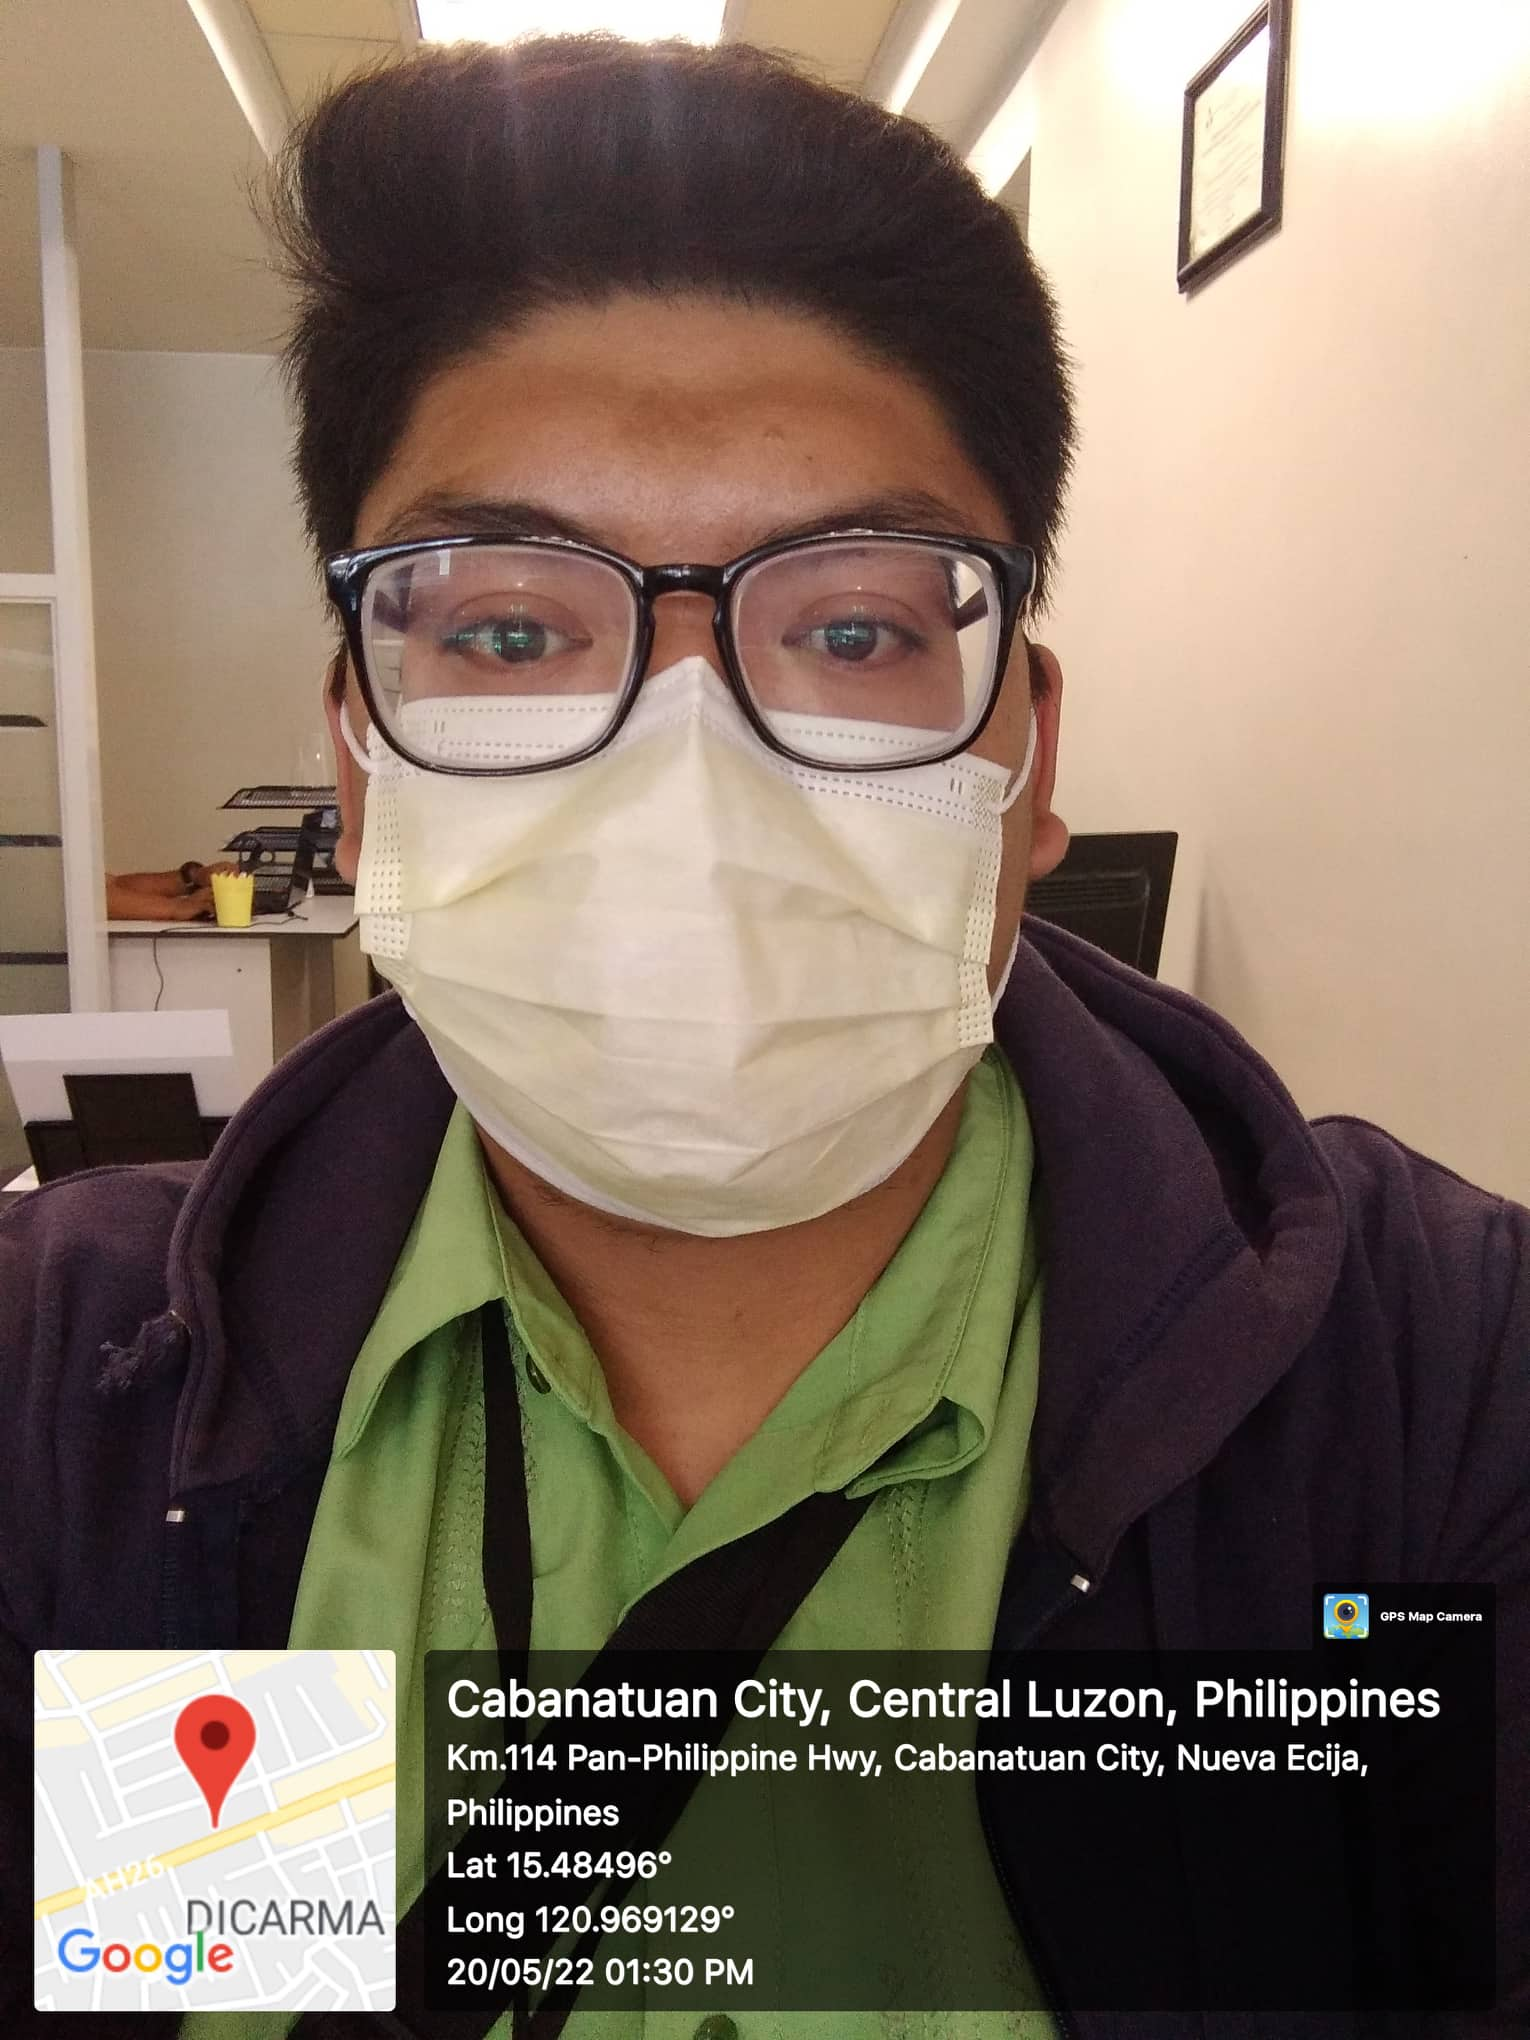 GPS Map Camera
Cabanatuan City, Central Luzon, Philippines
Km.114 Pan-Philippine Hwy, Cabanatuan City, Nueva Ecija,
Philippines
Lat 15.48496°
Long 120.969129°
20/05/22 01:30 PM
AH26
DICARMA
Google